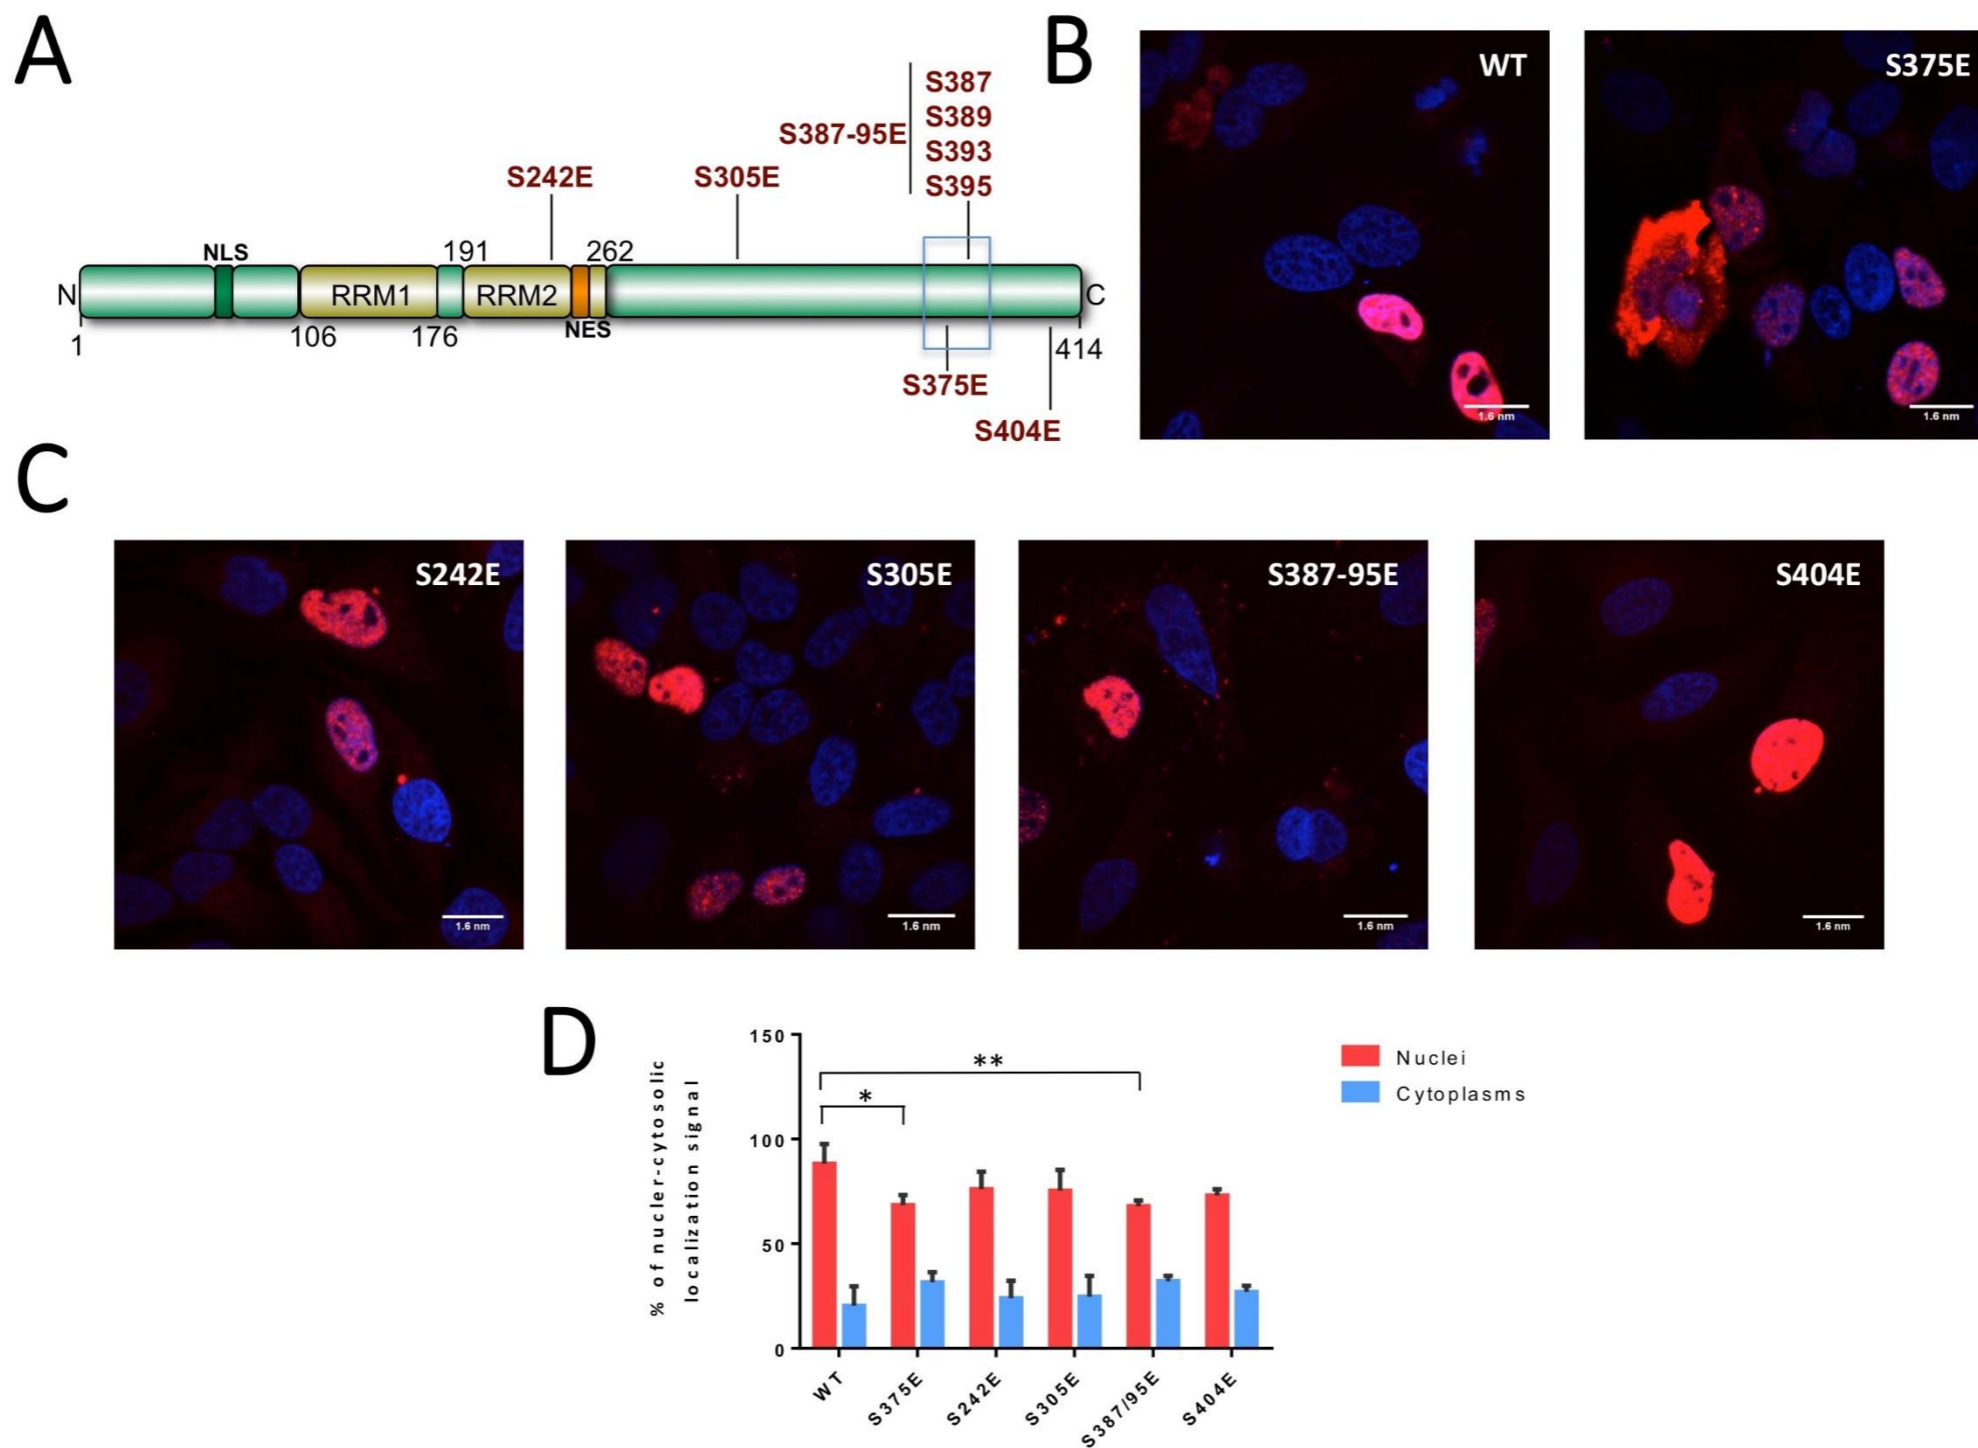 A
S387
S387-95E
S389
S393
S395
S242E
S305E
NLS
191
262
N
RRM1
RRM2
C
1
106
176
NES
414
S375E
S404E
B
WT
1.6 nm
S375E
1.6 nm
C
S242E
1.6 nm
S305E
1.6 nm
S387-95E
1.6 nm
S404E
1.6 nm
D
% of nucler-cytosolic
localization signal
150
100
50
0
**
*
Nuclei
Cytoplasms
WT
S375E
S242E
S305E
S387/95E
S404E